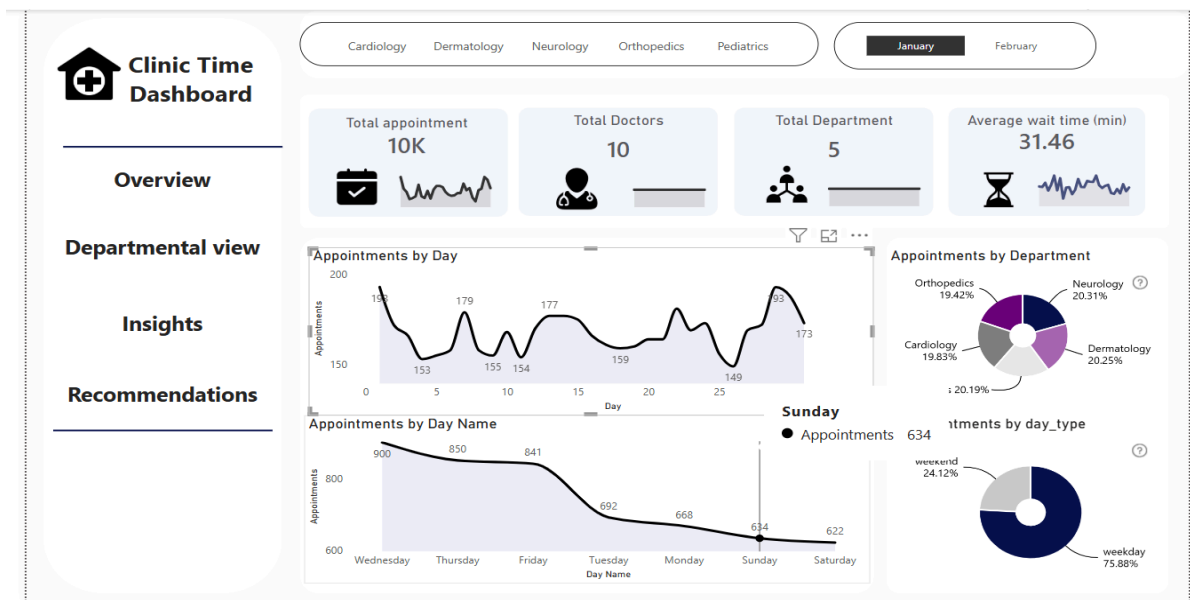 Clinic Time
Dashboard
Overview
Departmental view
Insights
Recommendations
Cardiology Dermatology Neurology Orthopedics Pediatrics
January February
Total appointment
10K
Total Doctors
10
Total Department
5
Average wait time (min)
31.46
Appointments by Day
200
150
Appointments
193 153 179 155 154 177 159 149 93 173
0 5 10 15 20 25
Day
Appointments by Department
Orthopedics
19.42%
Neurology
20.31%
Cardiology
19.83%
Dermatology
20.25%
20.19%
Appointments by Day Name
800
600
Appointments
900 850 841 692 668 634 622
Wednesday Thursday Friday Tuesday Monday Sunday Saturday
Day Name
Sunday
Appointments 634
ntments by day_type
weekend
24.12%
weekday
75.88%